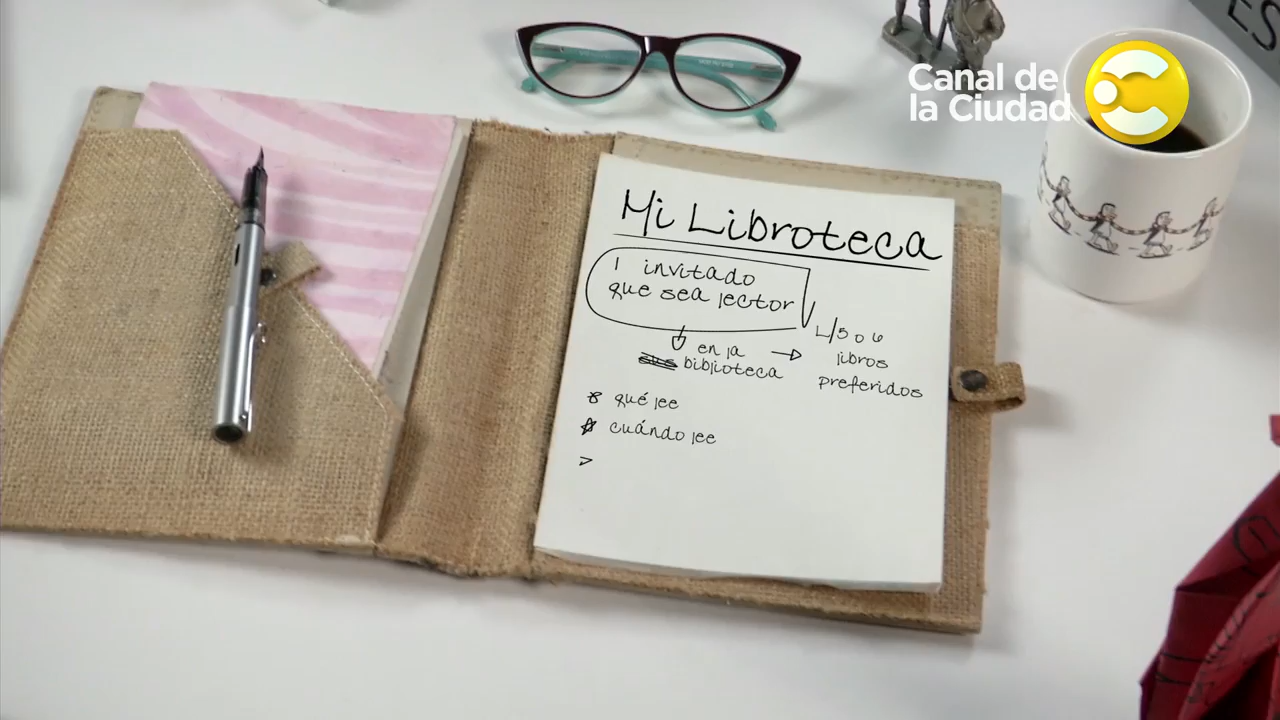 Canal de
la Ciudad
ES
Mi Libroteca
1 invitado
que sea lector
4/5 o 6
libros
preferidos
en la
biblioteca
* qué lee
* cuándo lee
>